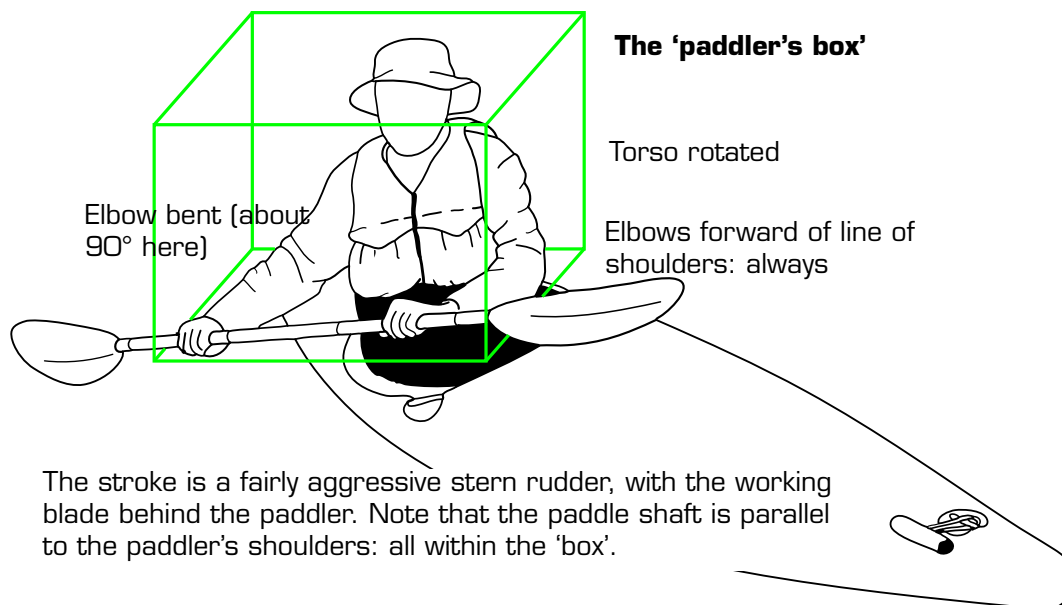 The ‘paddler’s box’
Torso rotated
Elbow bent (about
90° here)
Elbows forward of line of
shoulders: always
The stroke is a fairly aggressive stern rudder, with the working
blade behind the paddler. Note that the paddle shaft is parallel
to the paddler’s shoulders: all within the ‘box’.